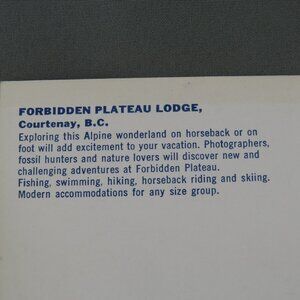 FORBIDDEN PLATEAU LODGE,
Courtenay, B.C.
Exploring this Alpine wonderland on horseback or on
foot will add excitement to your vacation. Photographers,
fossil hunters and nature lovers will discover new and
challenging adventures at Forbidden Plateau.
Fishing, swimming, hiking, horseback riding and skiing.
Modern accommodations for any size group.